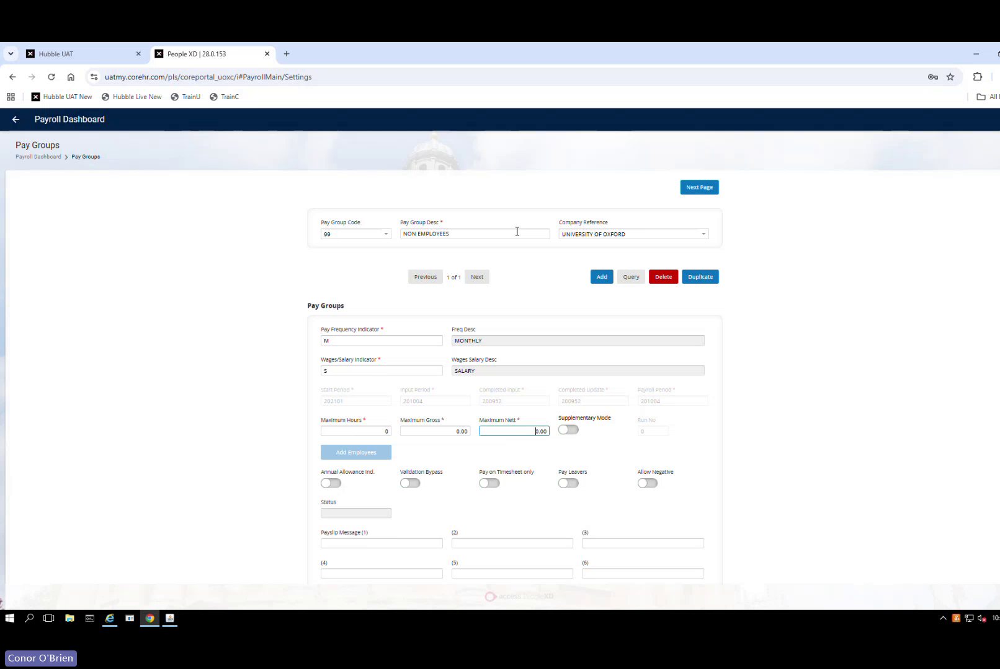 Hubble UAT
People XD | 28.0.153
uatmy.corehr.com/pls/coreportal_uoxc/i#PayrollMain/Settings
Hubble UAT New
Hubble Live New
TrainU
TrainC
All
Payroll Dashboard
Pay Groups
Payroll Dashboard > Pay Groups
Next Page
Pay Group Code
Pay Group Desc *
Company Reference
99
NON EMPLOYEES
UNIVERSITY OF OXFORD
Previous
1 of 1
Next
Add
Query
Delete
Duplicate
Pay Groups
Pay Frequency Indicator *
Freq Desc
M
MONTHLY
Wages/Salary Indicator *
Wages Salary Desc
S
SALARY
Start Period *
Input Period *
Completed Input *
Completed Update *
Payroll Period *
202101
201004
200952
200952
201004
Maximum Hours *
Maximum Gross *
Maximum Nett *
Supplementary Mode
Run No
0
0.00
0.00
0
Add Employees
Annual Allowance Ind.
Validation Bypass
Pay on Timesheet only
Pay Leavers
Allow Negative
Status
Payslip Message (1)
(2)
(3)
(4)
(5)
(6)
access peopleXD
10:
Conor O'Brien